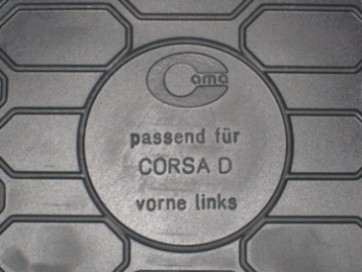 Cama
passend für
CORSA D
vorne links